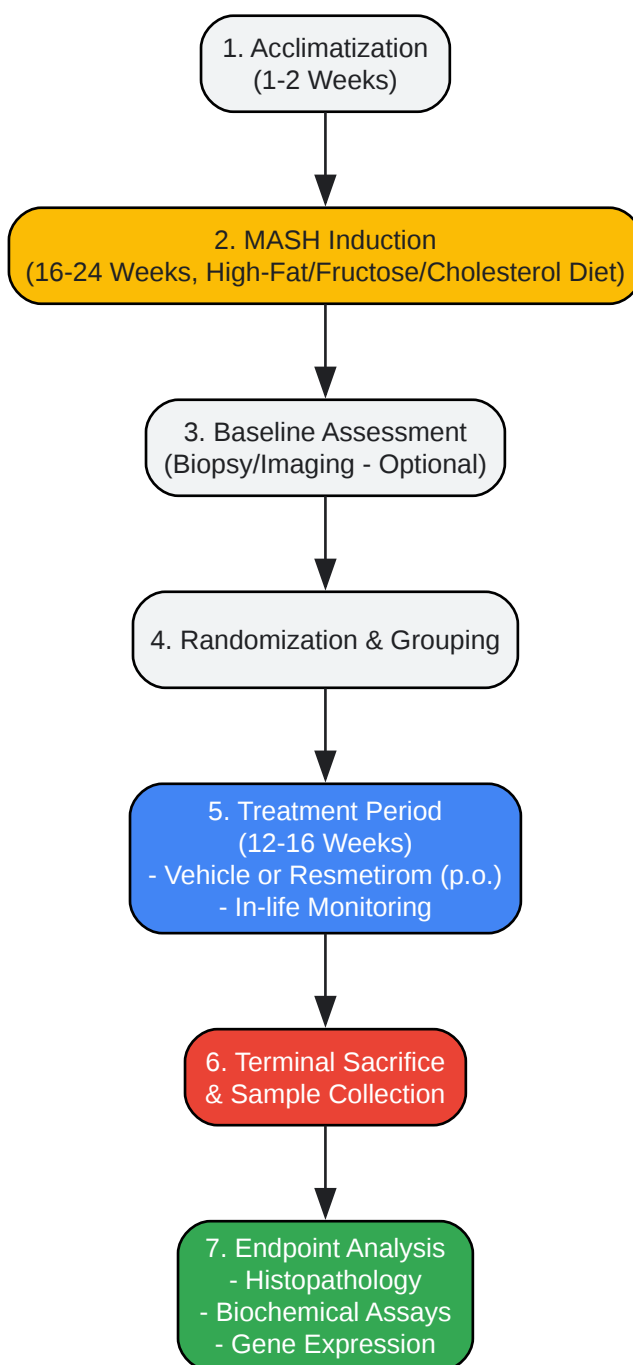 1. Acclimatization
(1-2 Weeks)
2. MASH Induction
(16-24 Weeks, High-Fat/Fructose/Cholesterol Diet)
3. Baseline Assessment
(Biopsy/Imaging - Optional)
4. Randomization & Grouping
5. Treatment Period
(12-16 Weeks)
- Vehicle or Resmetirom (p.o.)
- In-life Monitoring
6. Terminal Sacrifice
& Sample Collection
7. Endpoint Analysis
- Histopathology
- Biochemical Assays
- Gene Expression